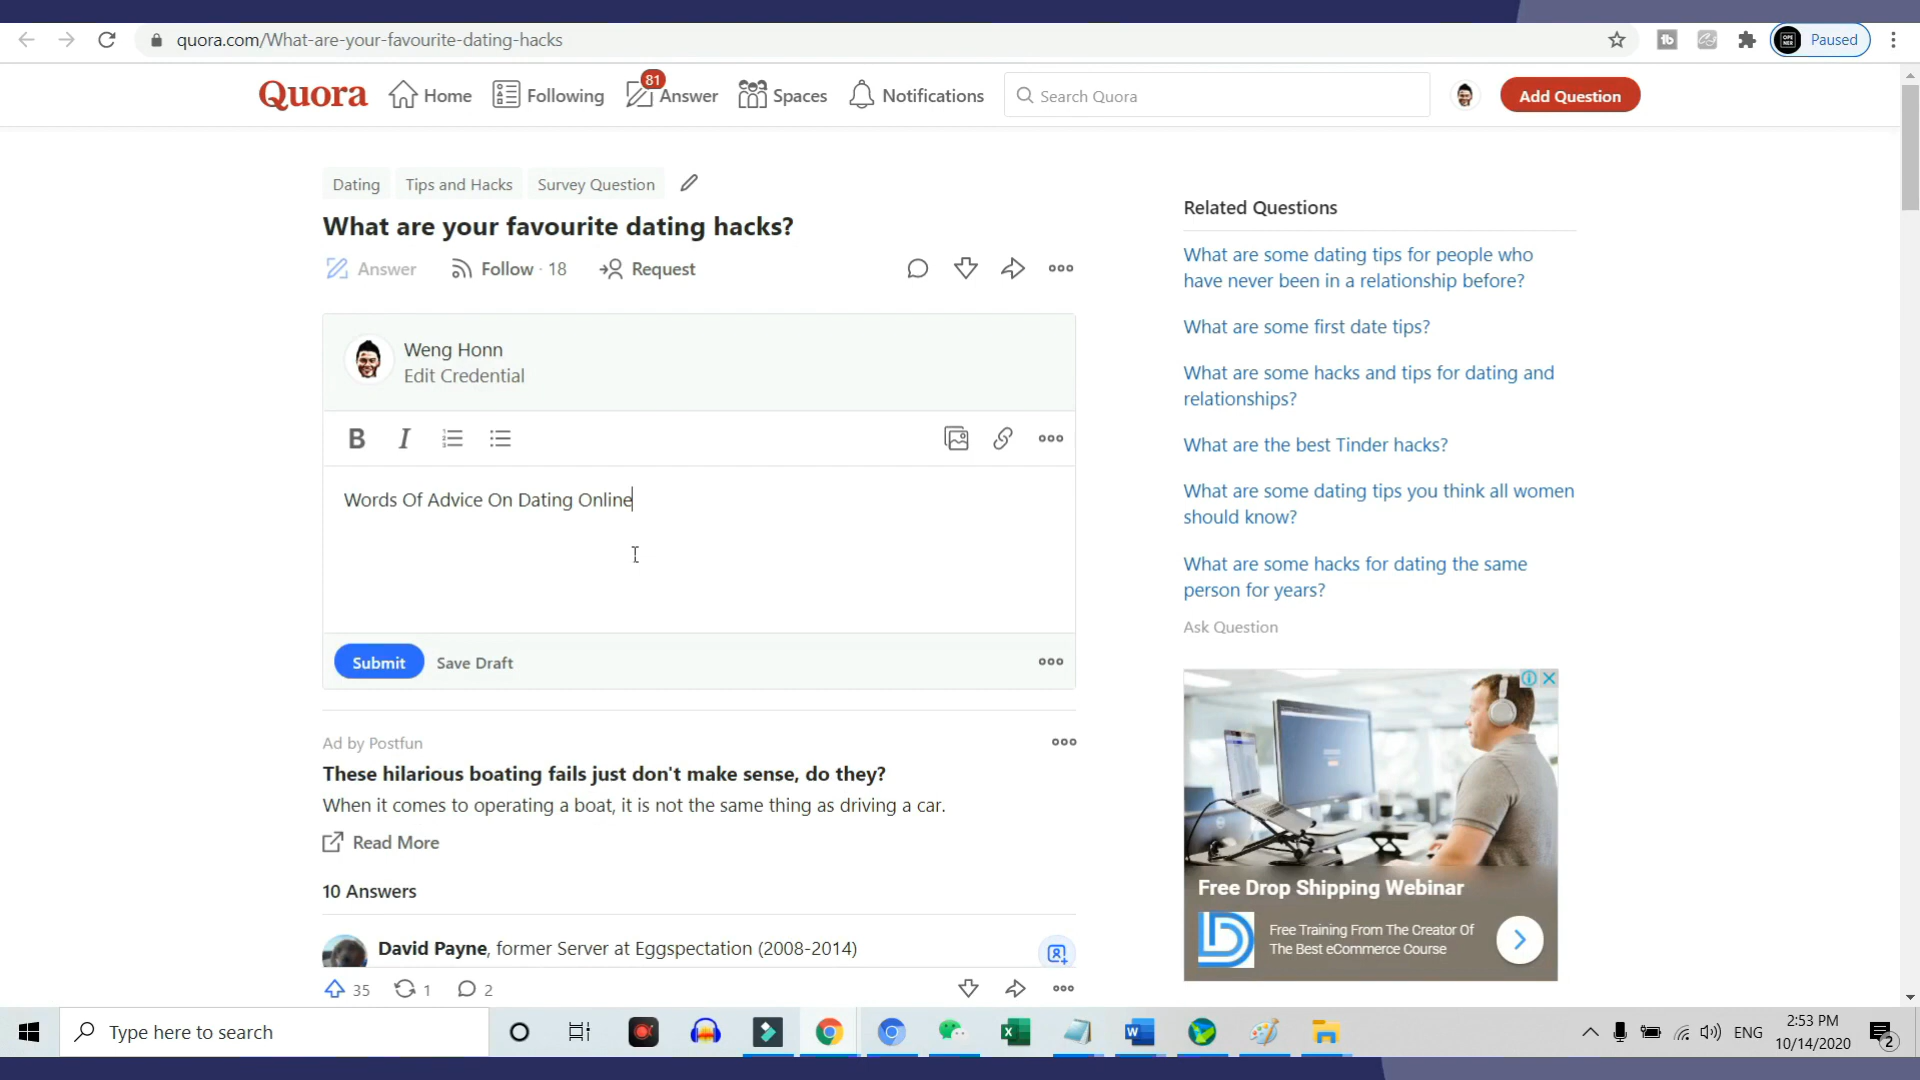 quora.com/What-are-your-favourite-dating-hacks
Paused
Quora
Home
Following
81
Answer
Spaces
Notifications
Search Quora
Add Question
Dating
Tips and Hacks
Survey Question
What are your favourite dating hacks?
Answer
Follow · 18
Request
Weng Honn
Edit Credential
B
I
Words Of Advice On Dating Online
Submit
Save Draft
Ad by Postfun
These hilarious boating fails just don't make sense, do they?
When it comes to operating a boat, it is not the same thing as driving a car.
Read More
10 Answers
David Payne, former Server at Eggspectation (2008-2014)
35
1
2
Related Questions
What are some dating tips for people who
have never been in a relationship before?
What are some first date tips?
What are some hacks and tips for dating and
relationships?
What are the best Tinder hacks?
What are some dating tips you think all women
should know?
What are some hacks for dating the same
person for years?
Ask Question
Free Drop Shipping Webinar
Free Training From The Creator Of
The Best eCommerce Course
Type here to search
ENG
2:53 PM
10/14/2020
2